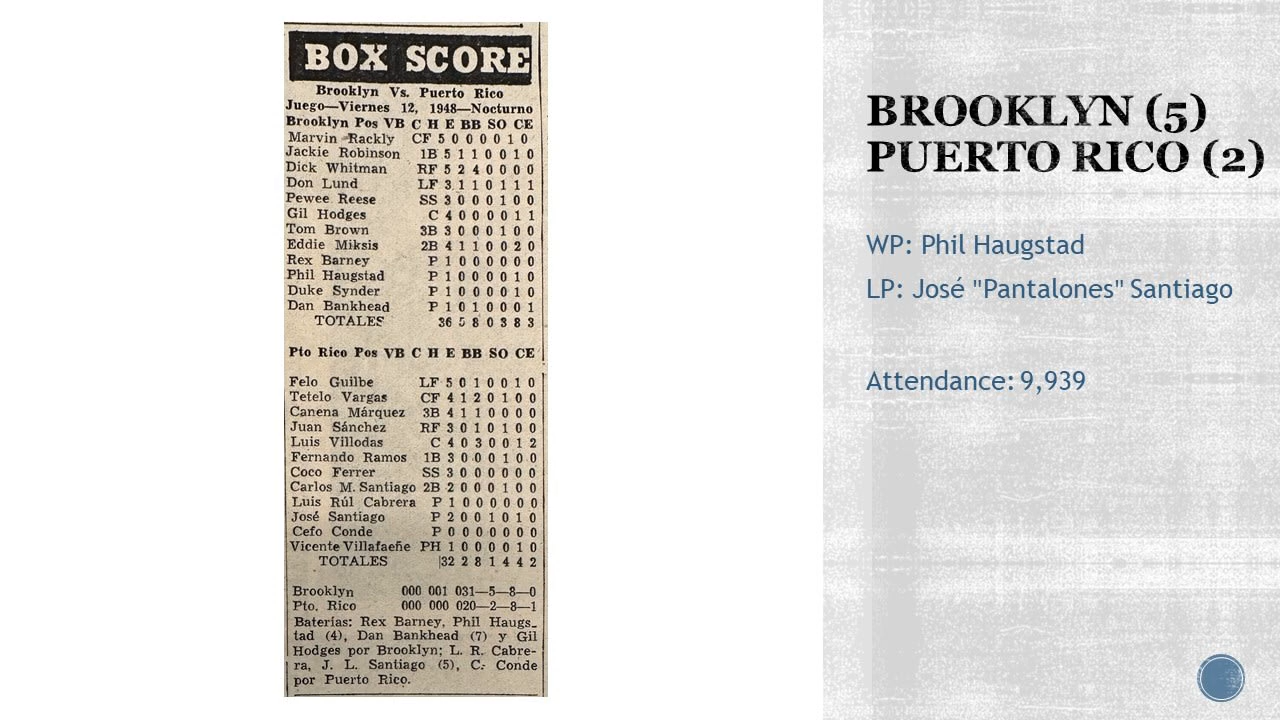 BOX SCORE
Brooklyn Vs. Puerto Rico
Juego—Viernes 12, 1948—Nocturno
Brooklyn Pos VB C H E BB SO CE
Marvin Rackly CF 5 0 0 0 0 1 0
Jackie Robinson 1B 5 1 1 0 0 1 0
Dick Whitman RF 5 2 4 0 0 0 0
Don Lund LF 3 1 1 0 1 1 1
Pewee Reese SS 3 0 0 0 1 0 0
Gil Hodges C 4 0 0 0 0 1 1
Tom Brown 3B 3 0 0 0 1 0 0
Eddie Miksis 2B 4 1 1 0 0 2 0
Rex Barney P 1 0 0 0 0 0 0
Phil Haugstad P 1 0 0 0 0 1 0
Duke Synder P 1 0 0 0 0 1 0
Dan Bankhead P 1 0 1 0 0 0 1
TOTALES 36 5 8 0 3 8 3
Pto Rico Pos VB C H E BB SO CE
Felo Guilbe LF 5 0 1 0 0 1 0
Tetelo Vargas CF 4 1 2 0 1 0 0
Canena Márquez 3B 4 1 1 0 0 0 0
Juan Sánchez RF 3 0 1 0 1 0 0
Luis Villodas C 4 0 3 0 0 1 2
Fernando Ramos 1B 3 0 0 0 1 0 0
Coco Ferrer SS 3 0 0 0 0 0 0
Carlos M. Santiago 2B 2 0 0 0 1 0 0
Luis Rúl Cabrera P 1 0 0 0 0 0 0
José Santiago P 2 0 0 1 0 1 0
Cefo Conde P 0 0 0 0 0 0 0
Vicente Villafañe PH 1 0 0 0 0 1 0
TOTALES 32 2 8 1 4 4 2
Brooklyn 000 001 031—5—8—0
Pto. Rico 000 000 020—2—8—1
Baterías: Rex Barney, Phil Haugs-
tad (4), Dan Bankhead (7) y Gil
Hodges por Brooklyn; L. R. Cabre-
ra, J. L. Santiago (5), C. Conde
por Puerto Rico.
BROOKLYN (5)
PUERTO RICO (2)
WP: Phil Haugstad
LP: José "Pantalones" Santiago
Attendance: 9,939